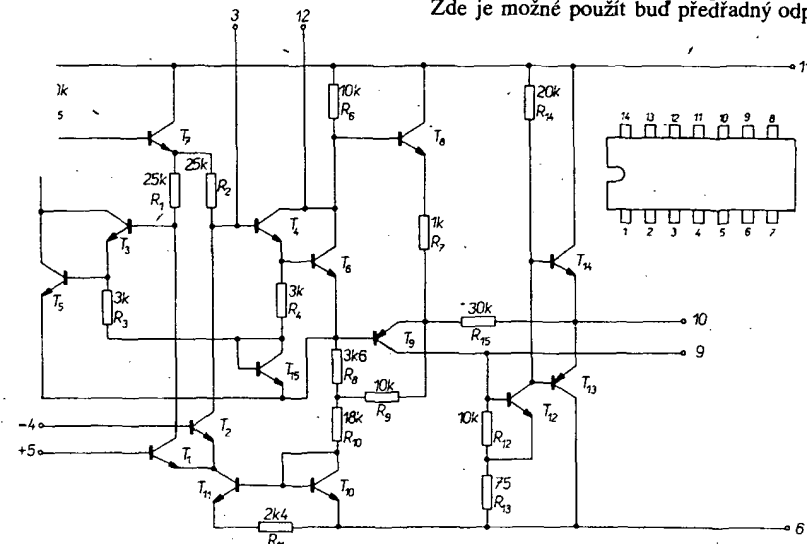 Zde je možné použít buď předřadný odp
3 12
11
10k
R6
20k
R14
T7
T8
25k
R1
25k
R2
14 13 12 11 10 9 8
1 2 3 4 5 6 7
T3
T4
T6
1k
R7
T14
T5
3k
R3
3k
R4
T9
30k
R15
10
9
T15
3k6
R8
10k
R9
T13
T12
-4
T2
18k
R10
10k
R12
+5
T1
T11
T10
75
R13
2k4
6